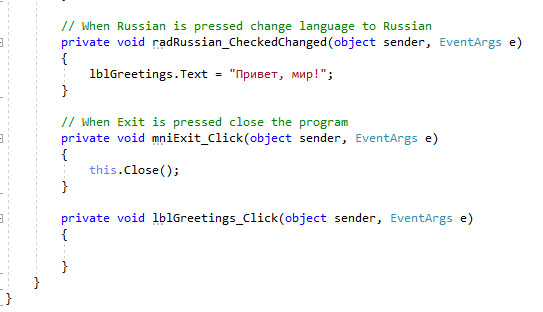 // When Russian is pressed change language to Russian
private void radRussian_CheckedChanged(object sender, EventArgs e)
{
lblGreetings.Text = "Привет, мир!";
}
// When Exit is pressed close the program
private void mniExit_Click(object sender, EventArgs e)
{
this.Close();
}
private void lblGreetings_Click(object sender, EventArgs e)
{
}
}
}